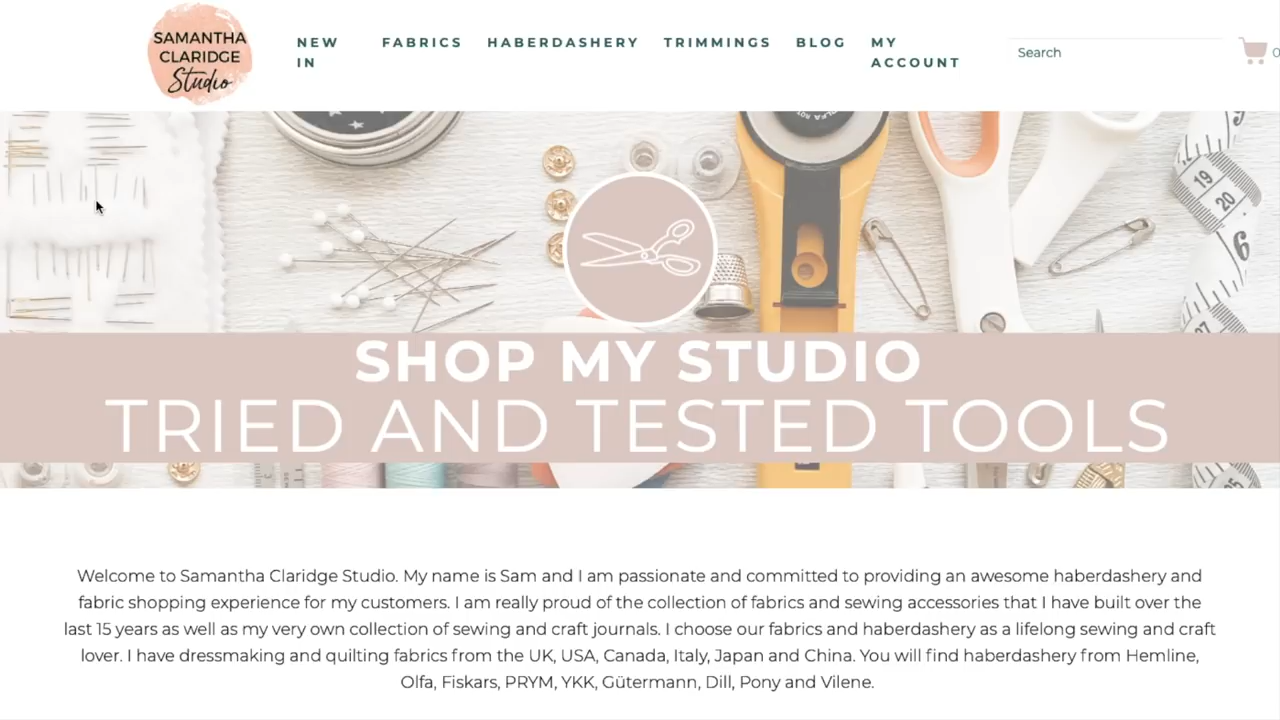 SAMANTHA
CLARIDGE
Studio
NEW
IN
FABRICS
HABERDASHERY
TRIMMINGS
BLOG
MY
ACCOUNT
Search
0
19
20
6
SHOP MY STUDIO
TRIED AND TESTED TOOLS
Welcome to Samantha Claridge Studio. My name is Sam and I am passionate and committed to providing an awesome haberdashery and
fabric shopping experience for my customers. I am really proud of the collection of fabrics and sewing accessories that I have built over the
last 15 years as well as my very own collection of sewing and craft journals. I choose our fabrics and haberdashery as a lifelong sewing and craft
lover. I have dressmaking and quilting fabrics from the UK, USA, Canada, Italy, Japan and China. You will find haberdashery from Hemline,
Olfa, Fiskars, PRYM, YKK, Gütermann, Dill, Pony and Vilene.